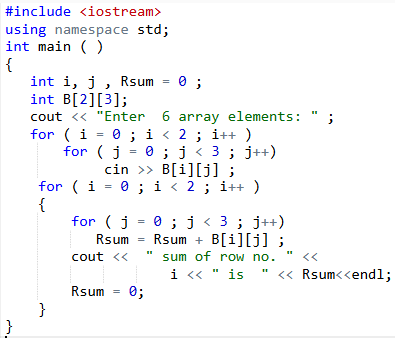 #include <iostream>
using namespace std;
int main ( )
{
int i, j , Rsum = 0 ;
int B[2][3];
cout << "Enter  6 array elements: " ;
for ( i = 0 ; i < 2 ; i++ )
for ( j = 0 ; j < 3 ; j++)
cin >> B[i][j] ;
for ( i = 0 ; i < 2 ; i++ )
{
for ( j = 0 ; j < 3 ; j++)
Rsum = Rsum + B[i][j] ;
cout <<  " sum of row no. " <<
i << " is  " << Rsum<<endl;
Rsum = 0;
}
}